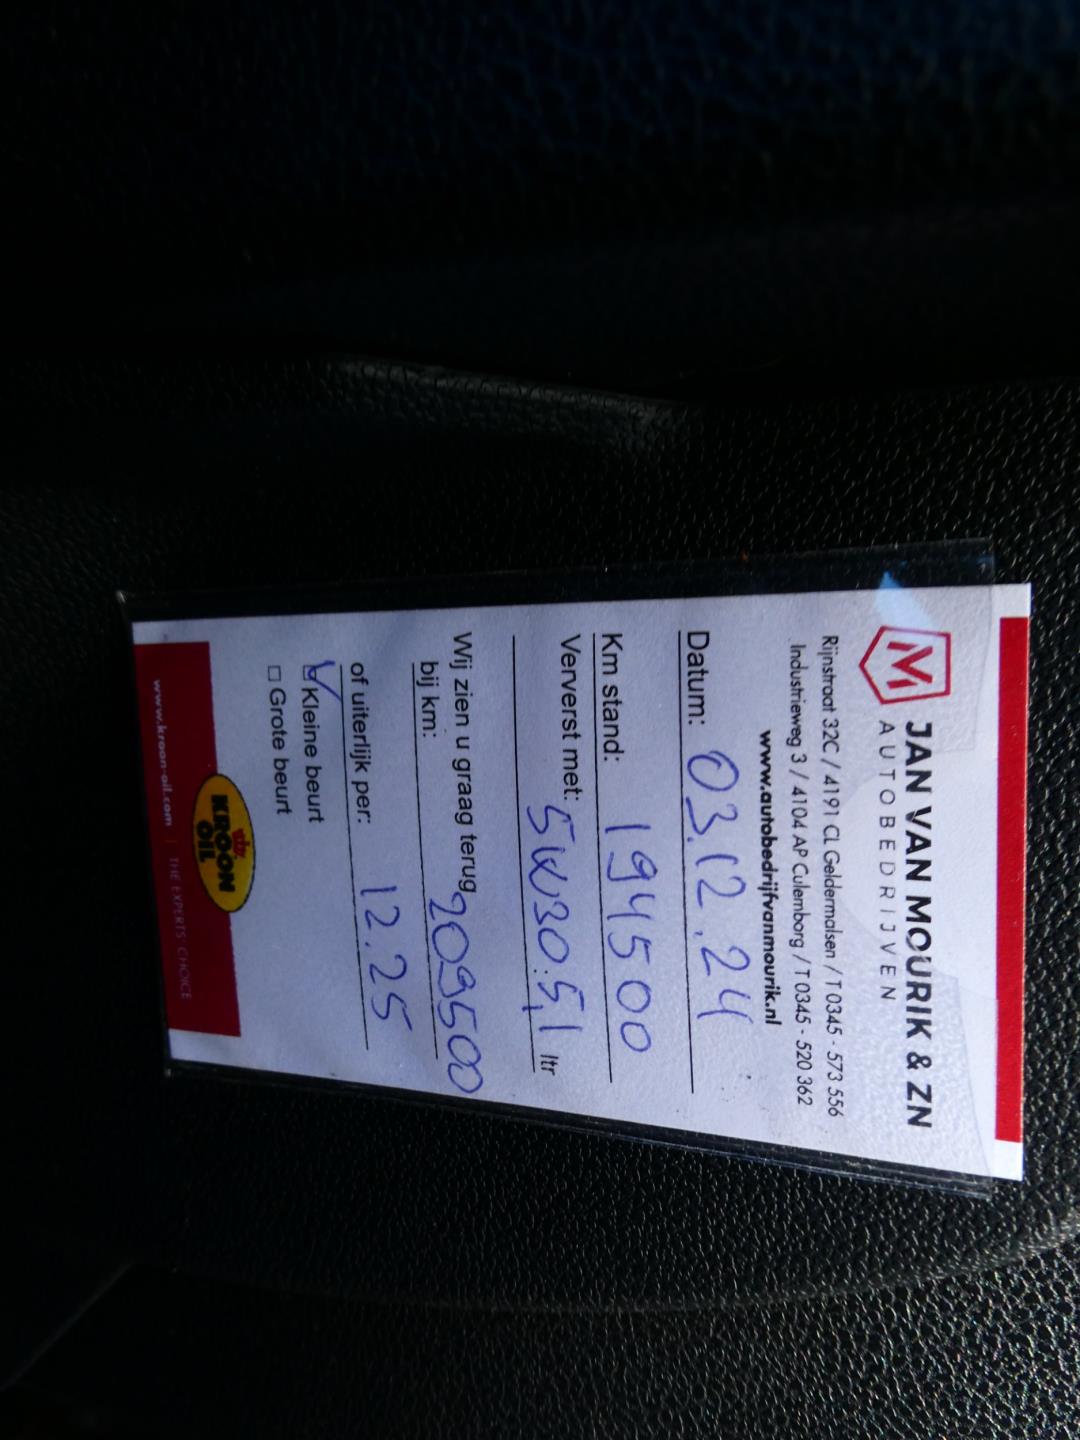 JAN VAN MOURIK & ZN
AUTOBEDRIJVEN
Rijnstraat 32C / 4191 CL Geldermalsen / T 0345 - 573 556
Industrieweg 3 / 4104 AP Culemborg / T 0345 - 520 362
www.autobedrijfvanmourik.nl
Datum: 03.12.24
Km stand: 194500
Ververst met: 5W30:5,1 ltr
Wij zien u graag terug
bij km: 209500
of uiterlijk per: 12.25
Kleine beurt
Grote beurt
KROON
OIL
www.kroon-oil.com | THE EXPERTS' CHOICE